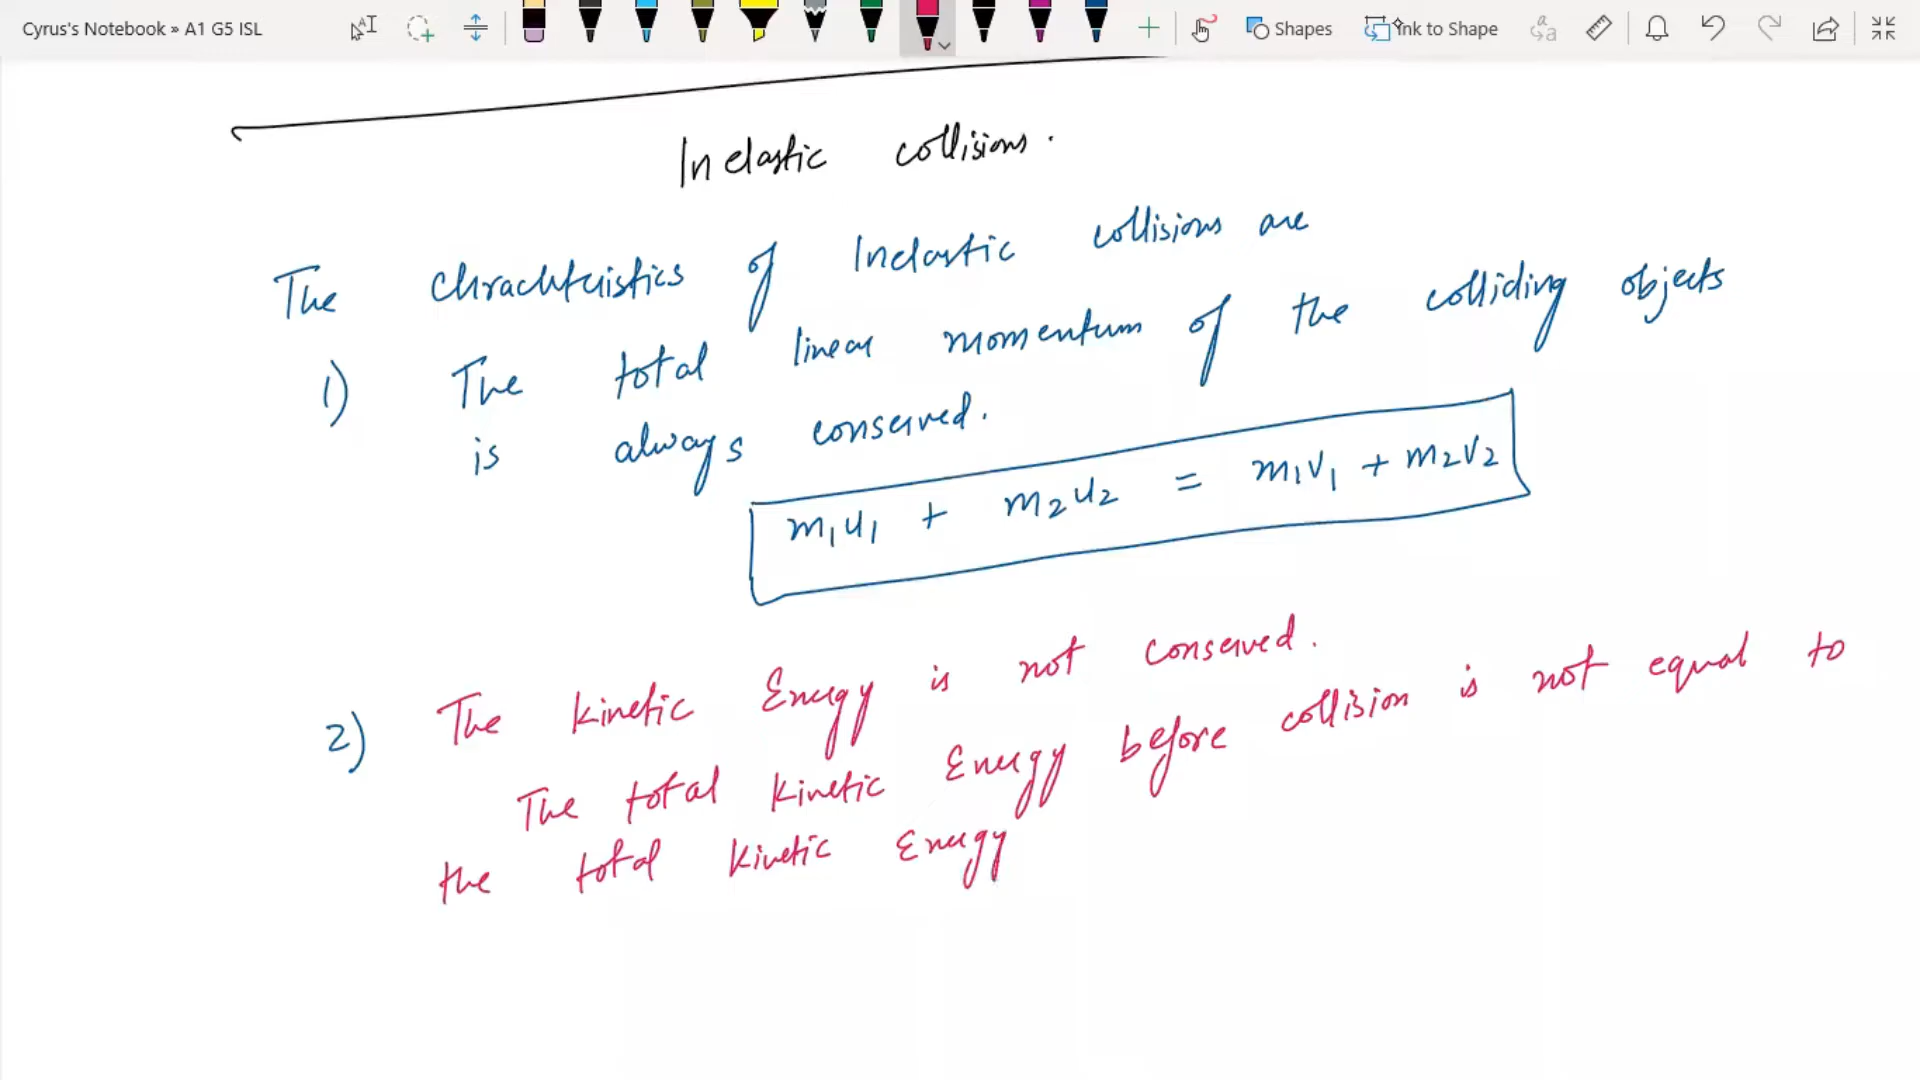 Cyrus's Notebook » A1 G5 ISL
Shapes
Ink to Shape
Inelastic collisions.
The chrachteristics of Inelastic collisions are
1) The total linear momentum of the colliding objects
is always conserved.
m₁u₁ + m₂u₂ = m₁v₁ + m₂v₂
2) The kinetic Energy is not conserved.
The total kinetic Energy before collision is not equal to
the total kinetic Energy